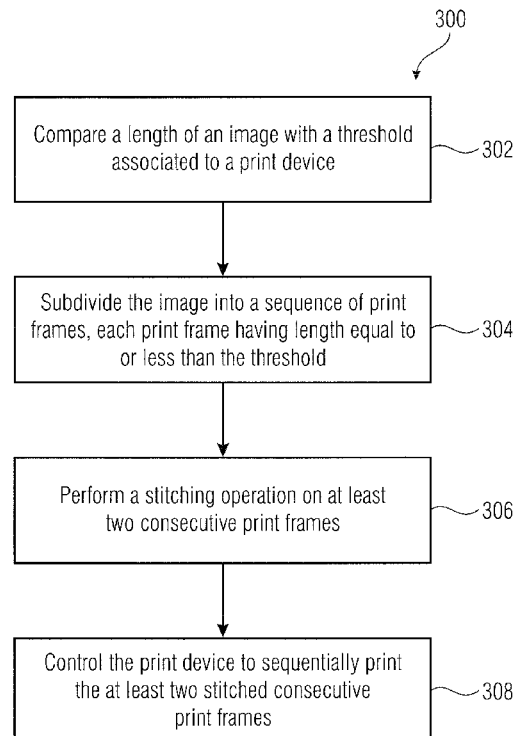 300
Compare a length of an image with a threshold
associated to a print device
302
Subdivide the image into a sequence of print
frames, each print frame having length equal to
or less than the threshold
304
Perform a stitching operation on at least
two consecutive print frames
306
Control the print device to sequentially print
the at least two stitched consecutive
print frames
308